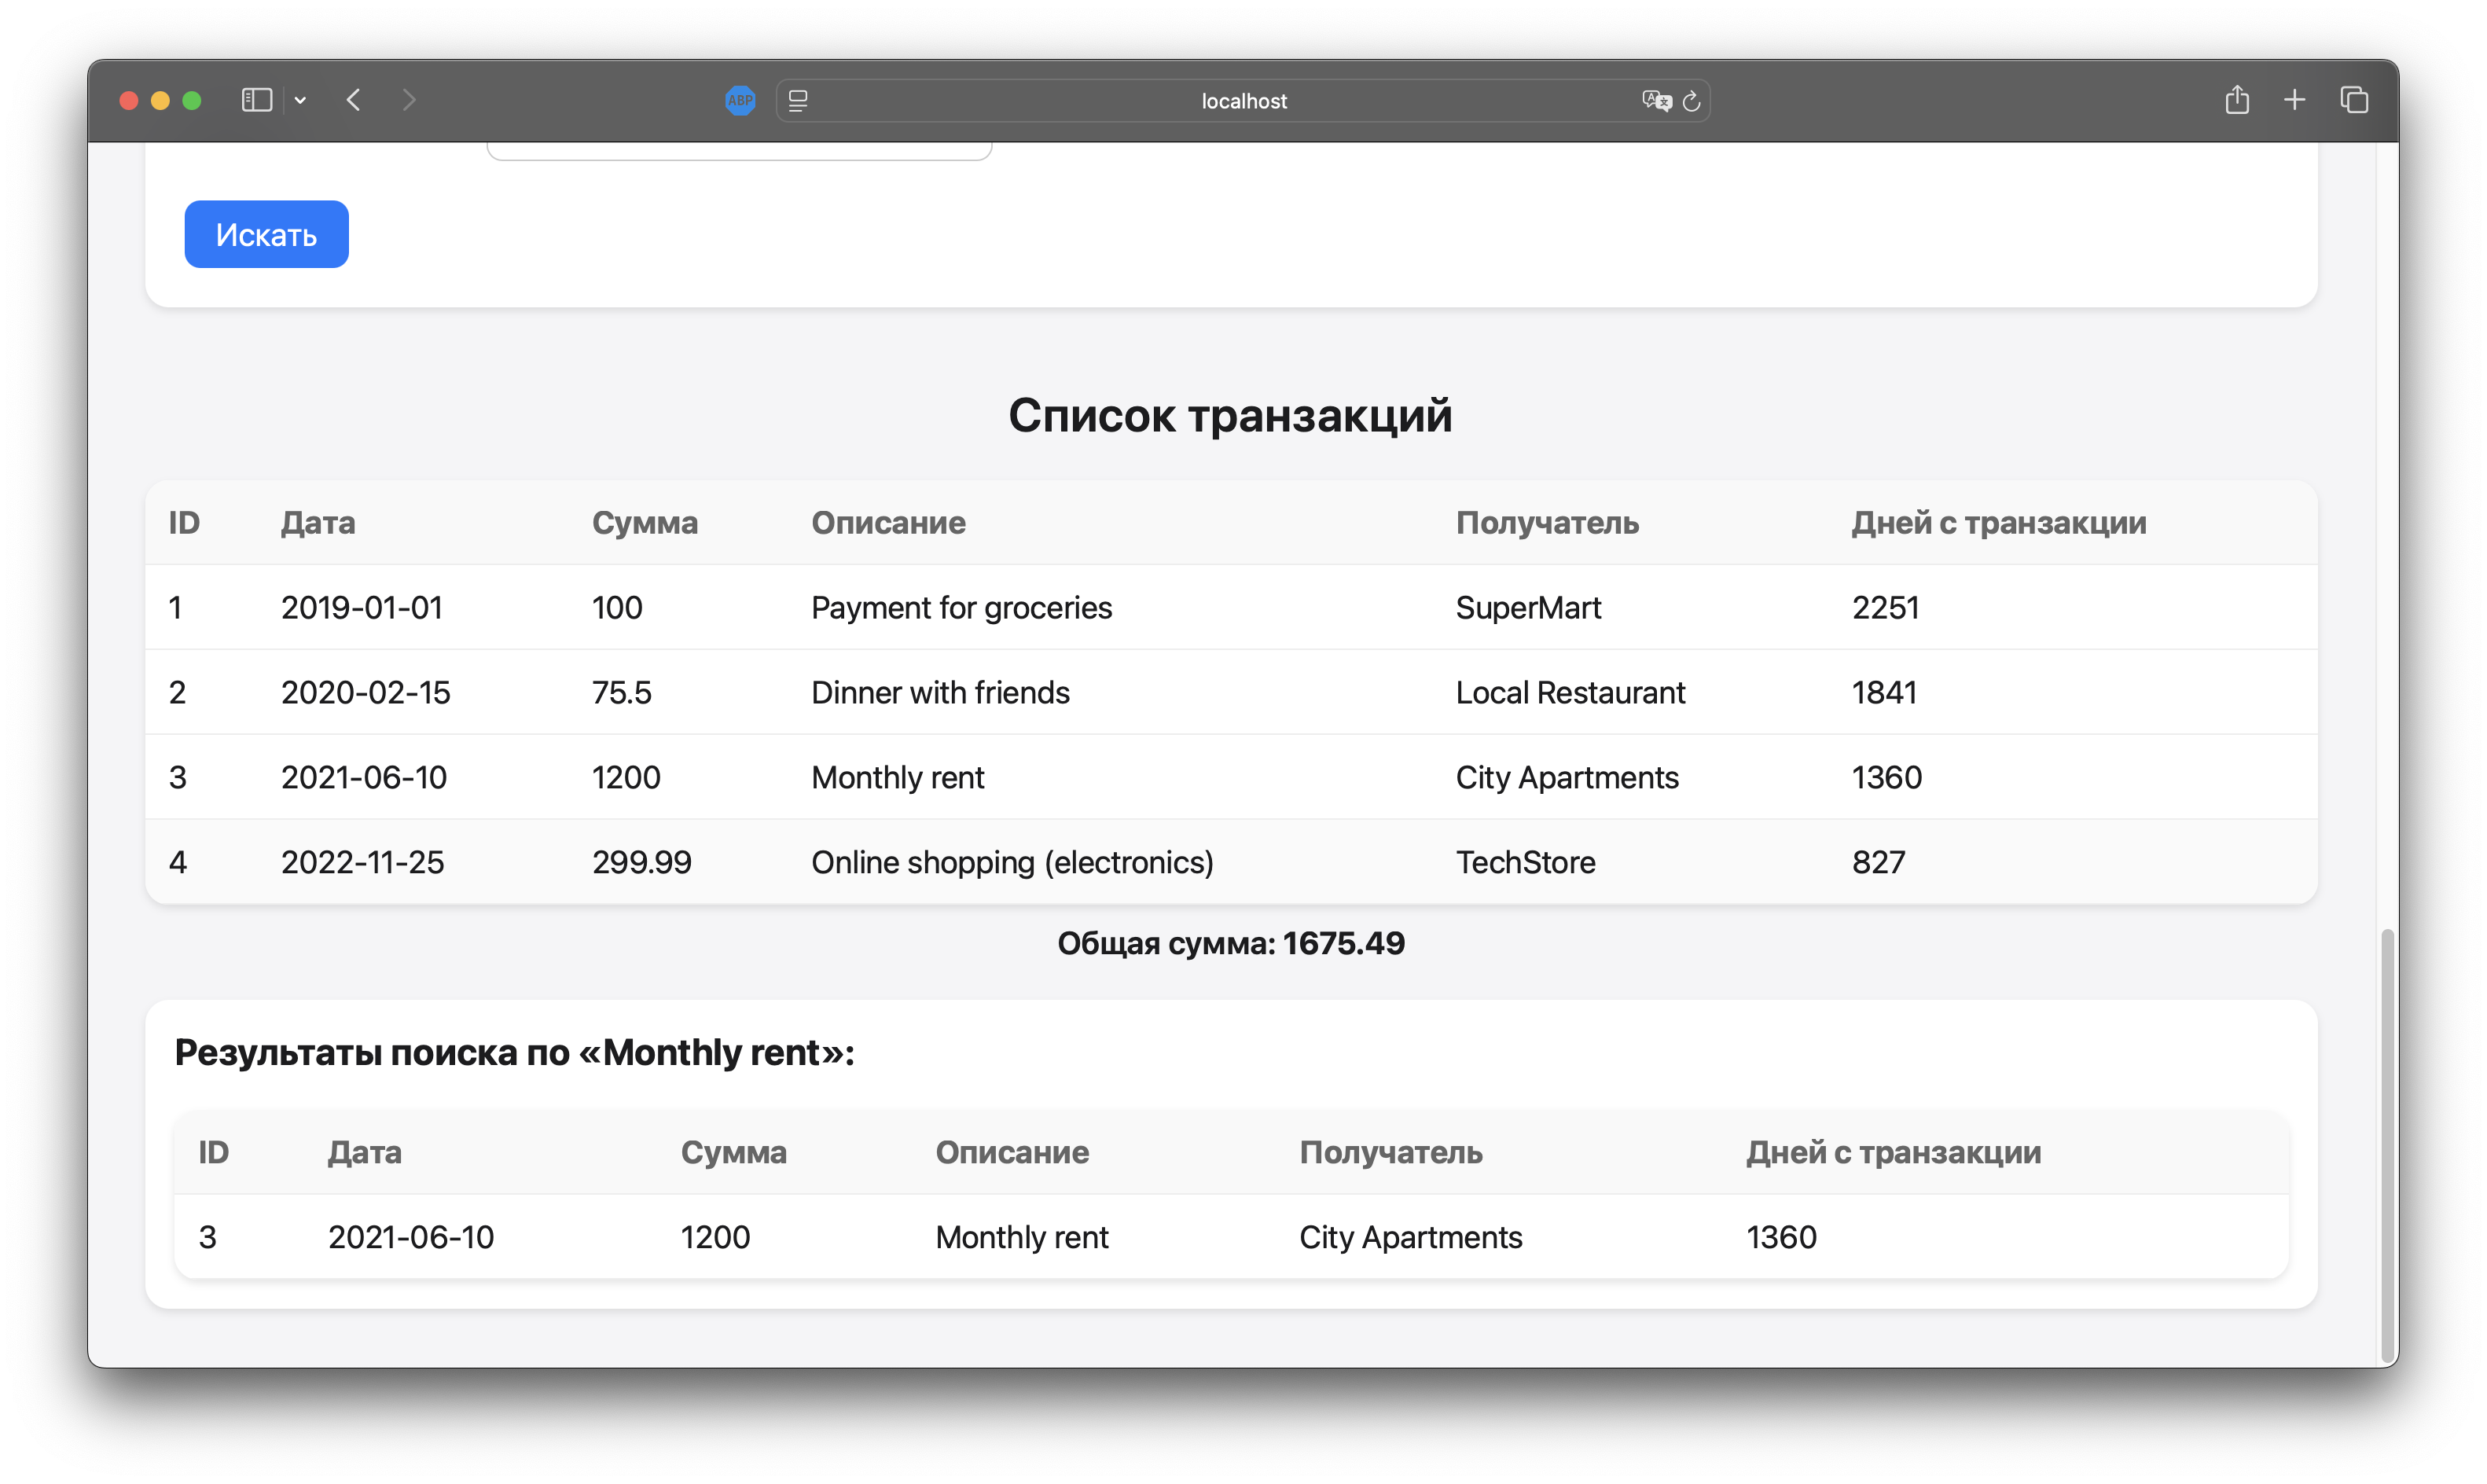 ABP
localhost
Искать
Список транзакций
ID Дата Сумма Описание Получатель Дней с транзакции
1 2019-01-01 100 Payment for groceries SuperMart 2251
2 2020-02-15 75.5 Dinner with friends Local Restaurant 1841
3 2021-06-10 1200 Monthly rent City Apartments 1360
4 2022-11-25 299.99 Online shopping (electronics) TechStore 827
Общая сумма: 1675.49
Результаты поиска по «Monthly rent»:
ID Дата Сумма Описание Получатель Дней с транзакции
3 2021-06-10 1200 Monthly rent City Apartments 1360